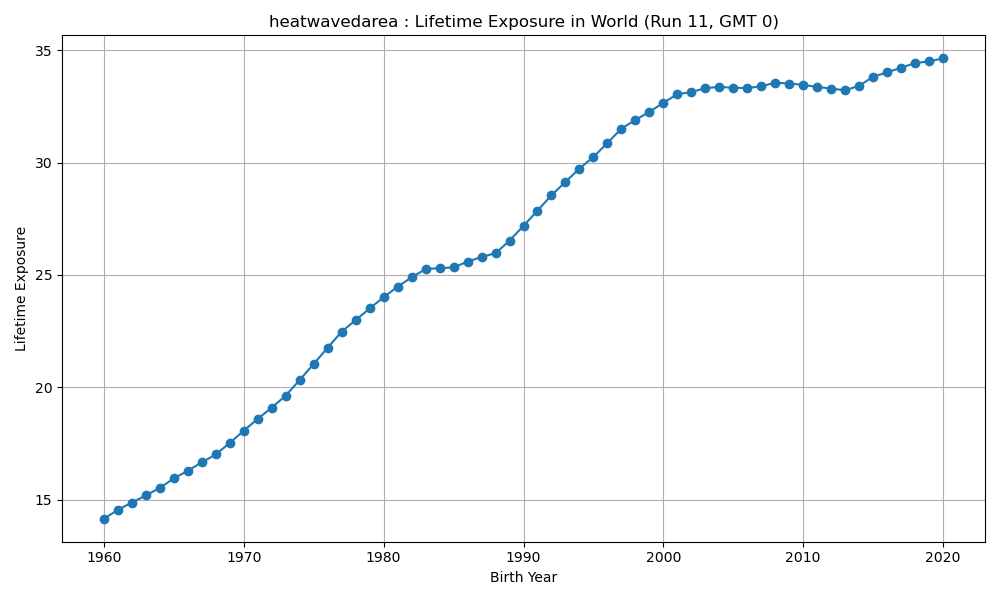 heatwavedarea : Lifetime Exposure in World (Run 11, GMT 0)
Lifetime Exposure
35
30
25
20
15
1960 1970 1980 1990 2000 2010 2020
Birth Year